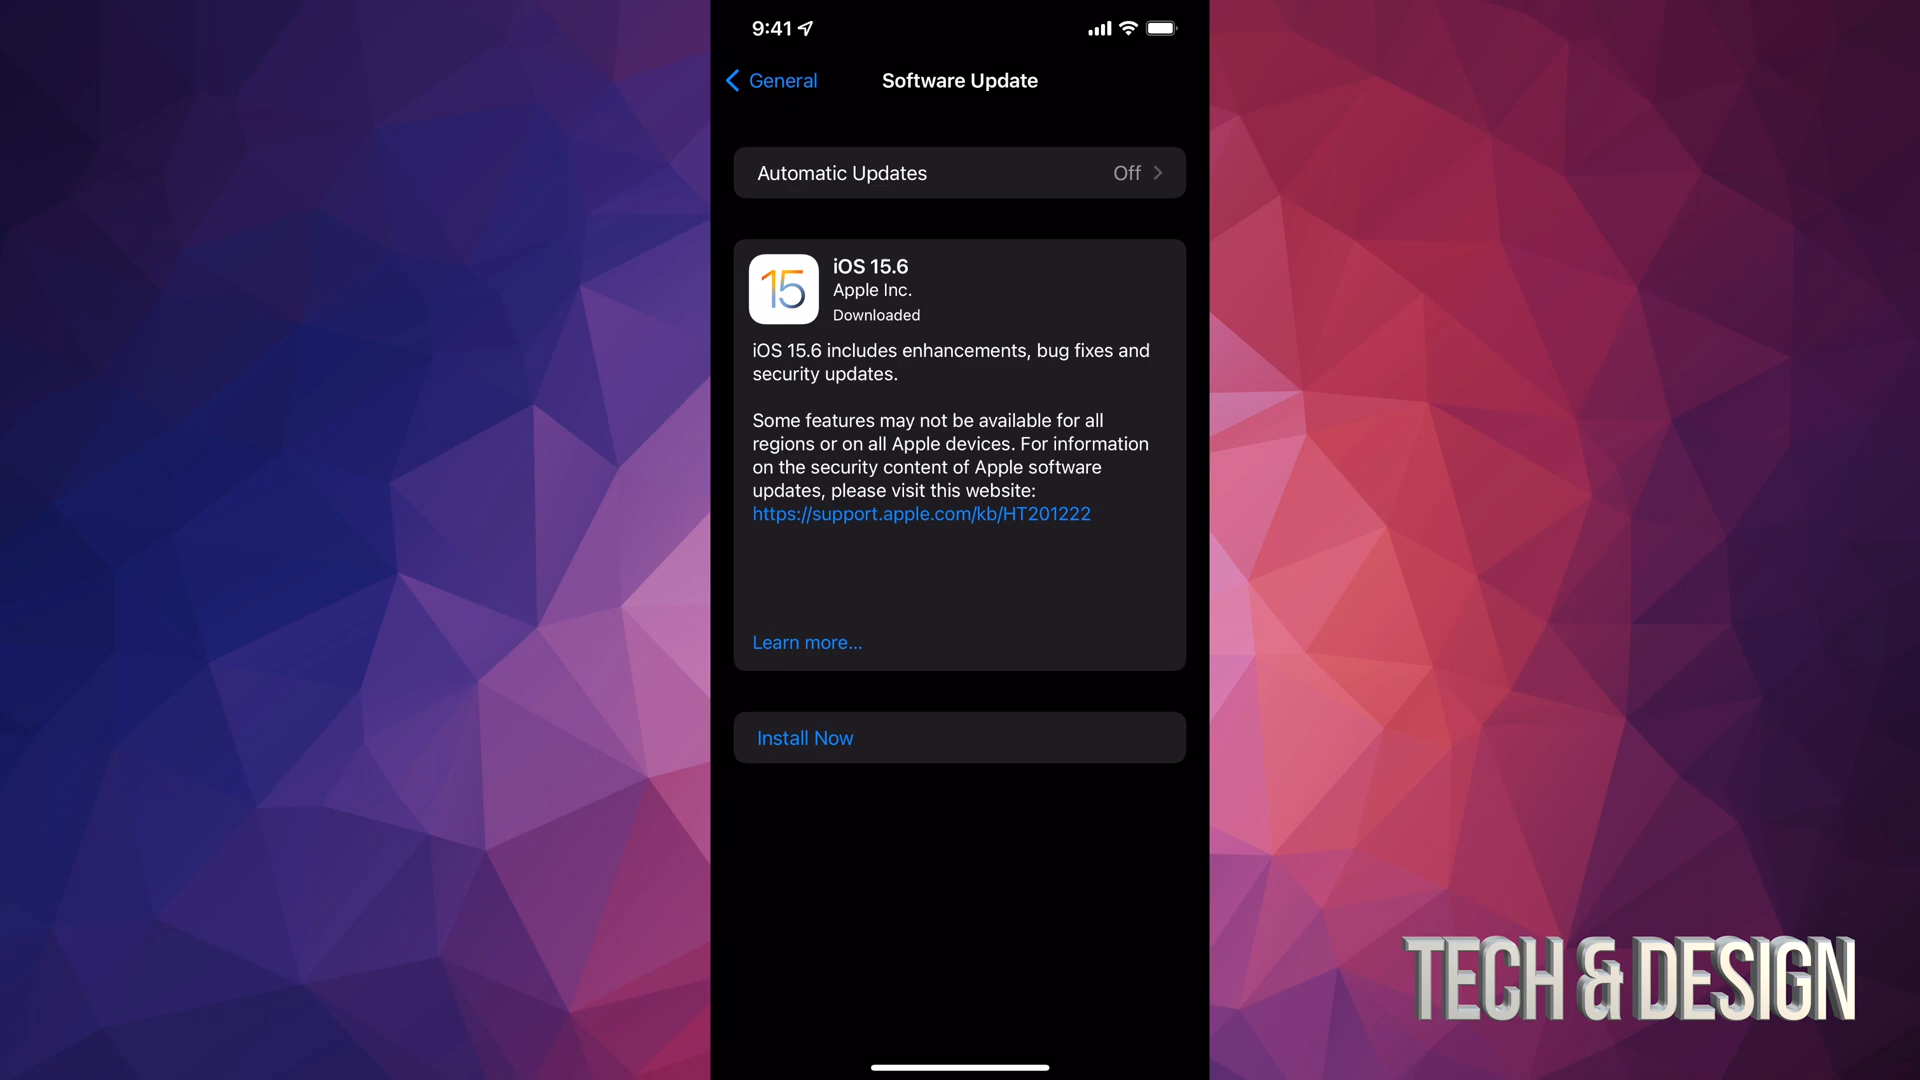 9:41
General
Software Update
Automatic Updates
Off
15
iOS 15.6
Apple Inc.
Downloaded
iOS 15.6 includes enhancements, bug fixes and
security updates.
Some features may not be available for all
regions or on all Apple devices. For information
on the security content of Apple software
updates, please visit this website:
https://support.apple.com/kb/HT201222
Learn more...
Install Now
TECH & DESIGN